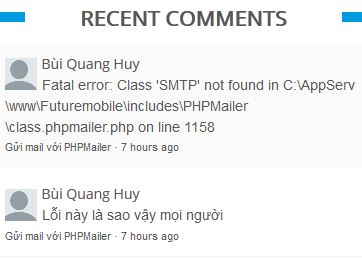 RECENT COMMENTS
Bùi Quang Huy
Fatal error: Class 'SMTP' not found in C:\AppServ
\www\Futuremobile\includes\PHPMailer
\class.phpmailer.php on line 1158
Gửi mail với PHPMailer · 7 hours ago
Bùi Quang Huy
Lỗi này là sao vậy mọi người
Gửi mail với PHPMailer · 7 hours ago